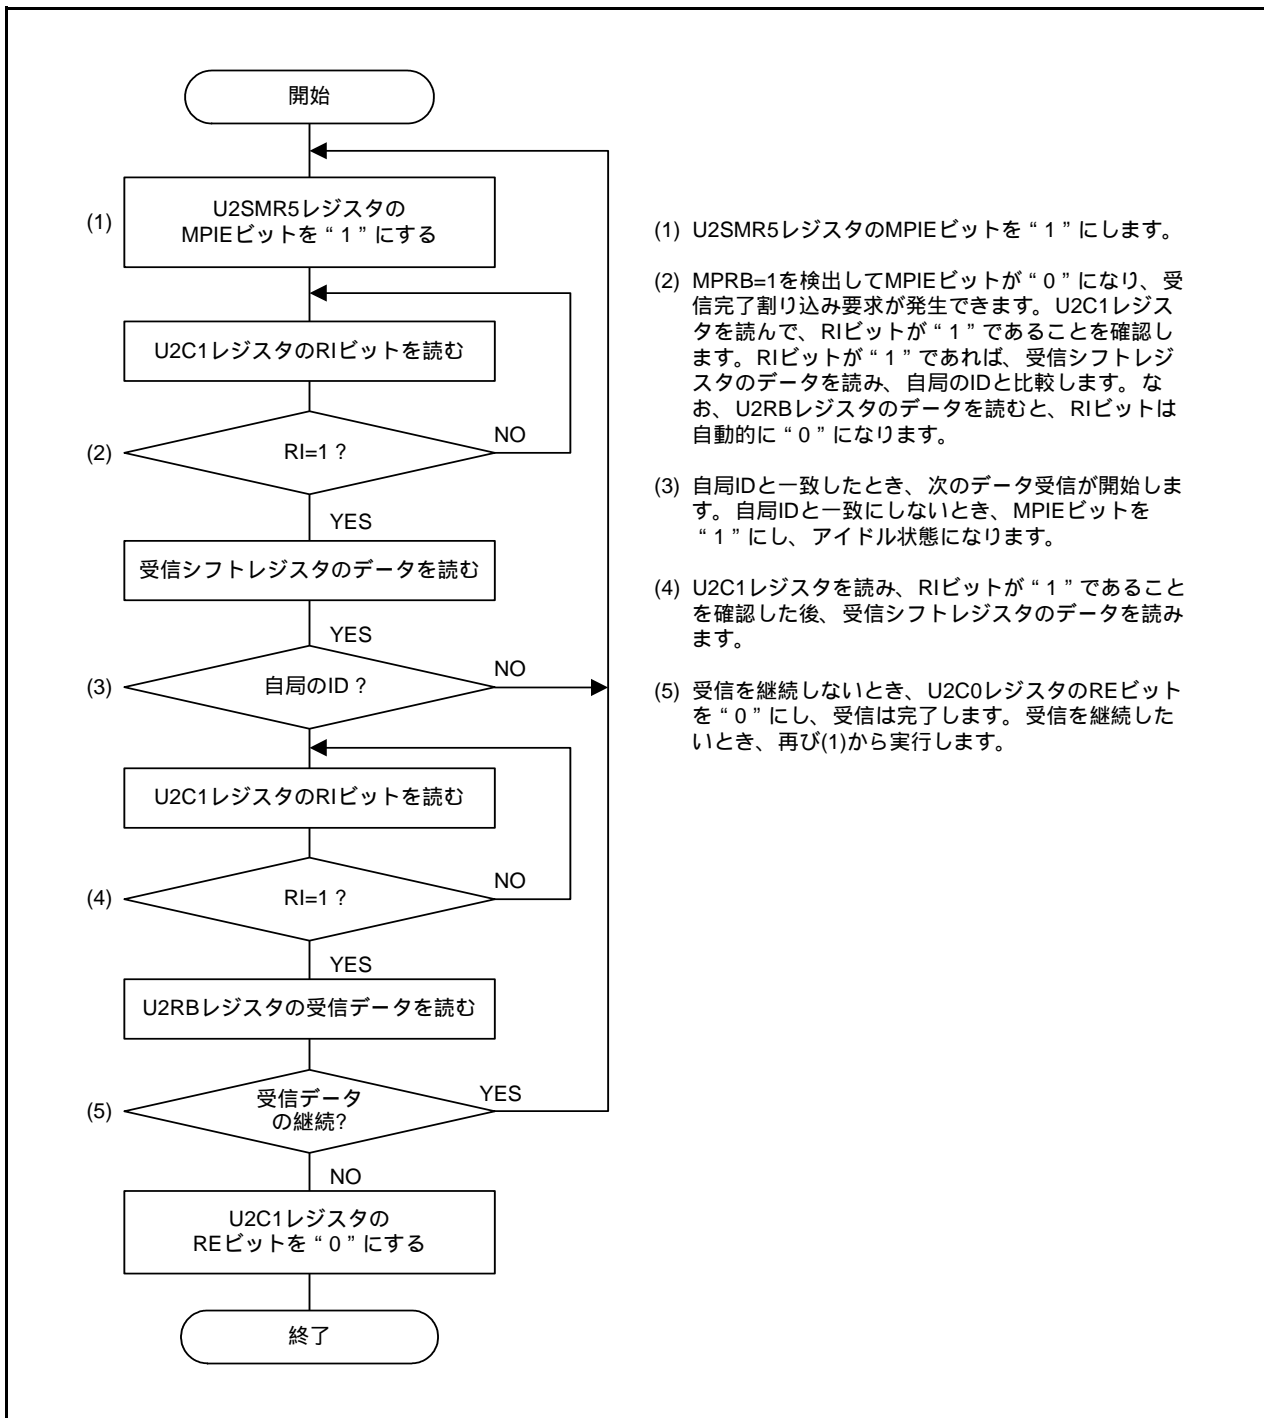 開始
(1)
U2SMR5レジスタの
MPIEビットを“1”にする
U2C1レジスタのRIビットを読む
(2)
RI=1？
NO
YES
受信シフトレジスタのデータを読む
YES
(3)
自局のID？
NO
U2C1レジスタのRIビットを読む
(4)
RI=1？
NO
YES
U2RBレジスタの受信データを読む
(5)
受信データ
の継続?
YES
NO
U2C1レジスタの
REビットを“0”にする
終了
(1) U2SMR5レジスタのMPIEビットを“1”にします。
(2) MPRB=1を検出してMPIEビットが“0”になり、受
信完了割り込み要求が発生できます。U2C1レジス
タを読んで、RIビットが“1”であることを確認し
ます。RIビットが“1”であれば、受信シフトレジ
スタのデータを読み、自局のIDと比較します。な
お、U2RBレジスタのデータを読むと、RIビットは
自動的に“0”になります。
(3) 自局IDと一致したとき、次のデータ受信が開始しま
す。自局IDと一致にしないとき、MPIEビットを
“1”にし、アイドル状態になります。
(4) U2C1レジスタを読み、RIビットが“1”であること
を確認した後、受信シフトレジスタのデータを読み
ます。
(5) 受信を継続しないとき、U2C0レジスタのREビット
を“0”にし、受信は完了します。受信を継続した
いとき、再び(1)から実行します。